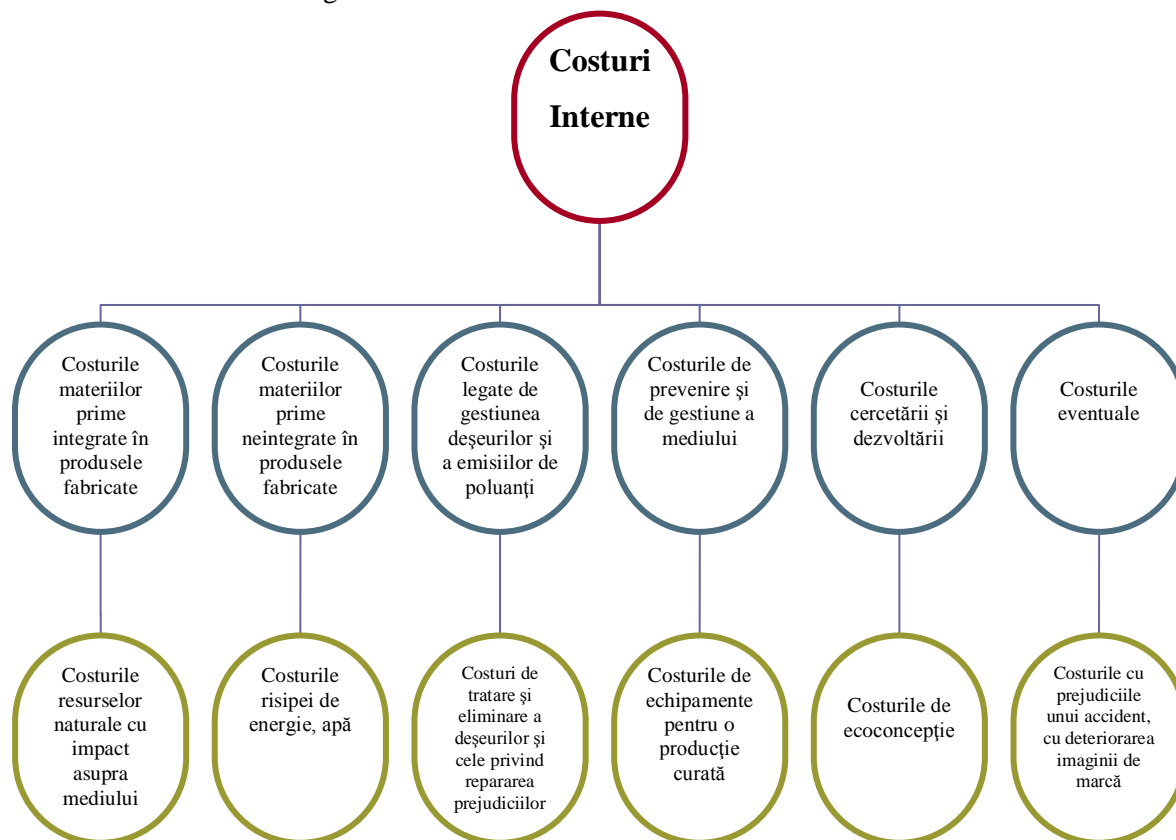 Costuri
Interne
Costurile
materiilor
prime
integrate în
produsele
fabricate
Costurile
materiilor
prime
neintegrate în
produsele
fabricate
Costurile
legate de
gestiunea
deşeurilor şi
a emisiilor de
poluanţi
Costurile de
prevenire şi
de gestiune a
mediului
Costurile
cercetării şi
dezvoltării
Costurile
eventuale
Costurile
resurselor
naturale cu
impact
asupra
mediului
Costurile
risipei de
energie, apă
Costuri de
tratare şi
eliminare a
deşeurilor şi
cele privind
repararea
prejudiciilor
Costurile de
echipamente
pentru o
producţie
curată
Costurile de
ecoconcepţie
Costurile cu
prejudiciile
unui accident,
cu deteriorarea
imaginii de
marcă